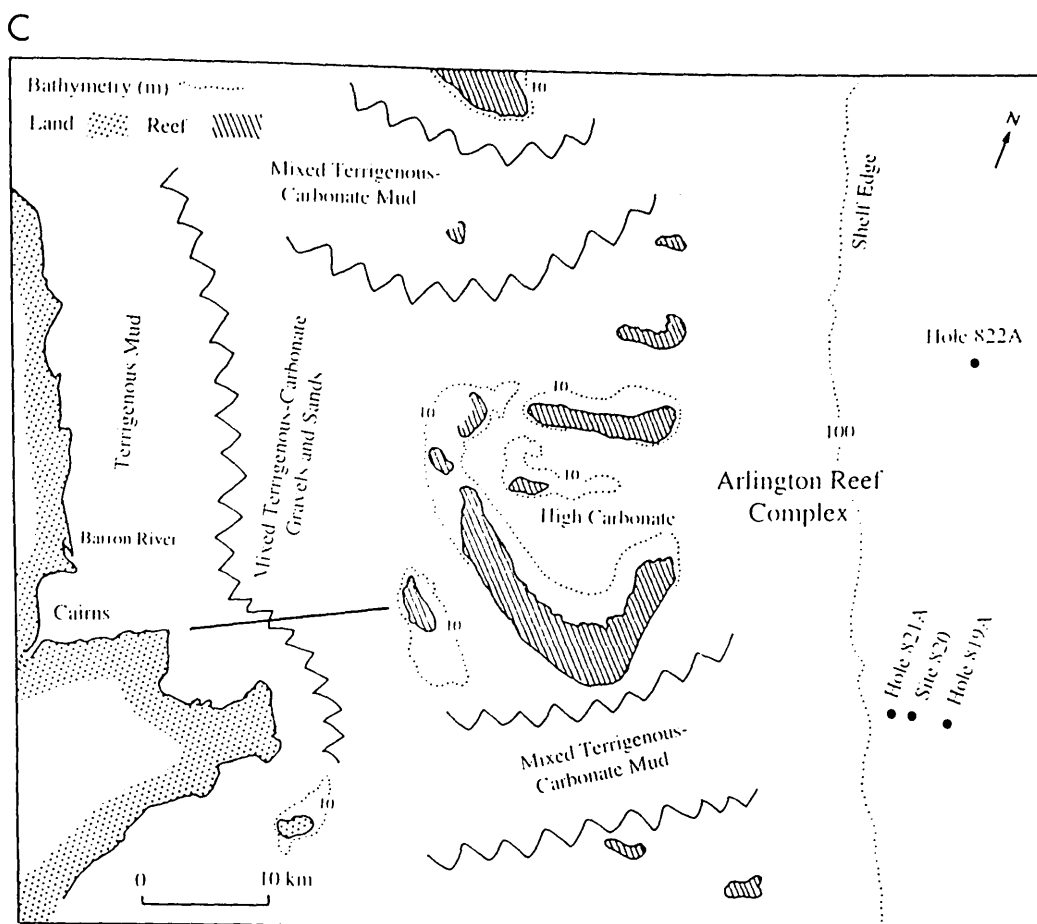 C
Bathymetry (m)
Land Reef
10
N
Mixed Terrigenous-
Carbonate Mud
Shelf Edge
Hole 822A
Terrigenous Mud
Mixed Terrigenous-Carbonate
Gravels and Sands
10
10
100
10
Arlington Reef
Complex
High Carbonate
Barron River
Cairns
10
Hole 821A
Site 820
Hole 819A
Mixed Terrigenous-
Carbonate Mud
10
0 10 km